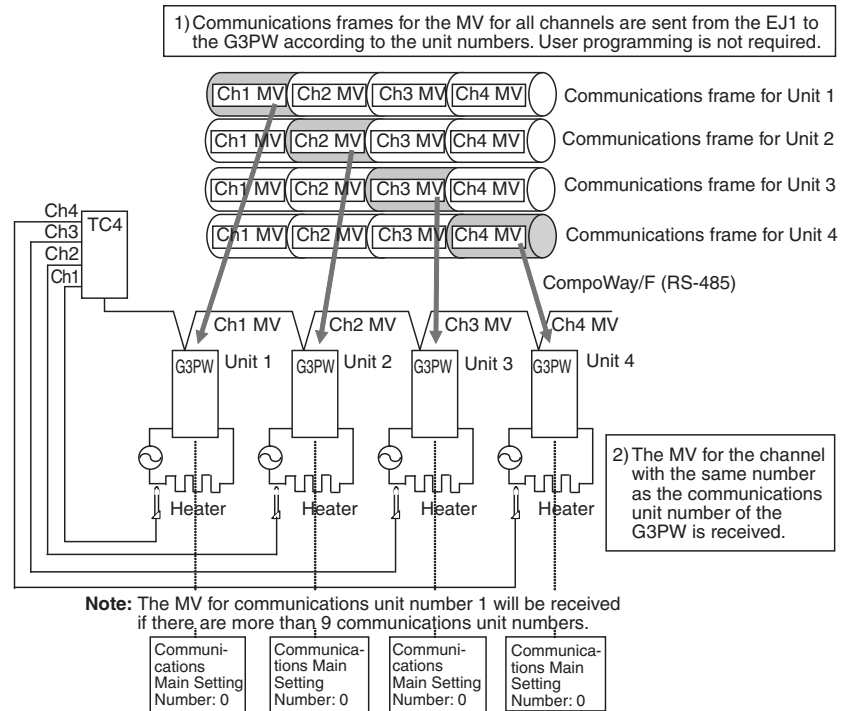 1) Communications frames for the MV for all channels are sent from the EJ1 to
the G3PW according to the unit numbers. User programming is not required.
Ch1 MV Ch2 MV Ch3 MV Ch4 MV Communications frame for Unit 1
Ch1 MV Ch2 MV Ch3 MV Ch4 MV Communications frame for Unit 2
Ch1 MV Ch2 MV Ch3 MV Ch4 MV Communications frame for Unit 3
Ch1 MV Ch2 MV Ch3 MV Ch4 MV Communications frame for Unit 4
Ch4
Ch3
Ch2
Ch1
TC4
CompoWay/F (RS-485)
Ch1 MV Ch2 MV Ch3 MV Ch4 MV
G3PW Unit 1 G3PW Unit 2 G3PW Unit 3 G3PW Unit 4
Heater Heater Heater Heater
2) The MV for the channel
with the same number
as the communications
unit number of the
G3PW is received.
Note: The MV for communications unit number 1 will be received
if there are more than 9 communications unit numbers.
Communi-
cations
Main Setting
Number: 0
Communica-
tions Main
Setting
Number: 0
Communi-
cations
Main Setting
Number: 0
Communica-
tions Main
Setting
Number: 0